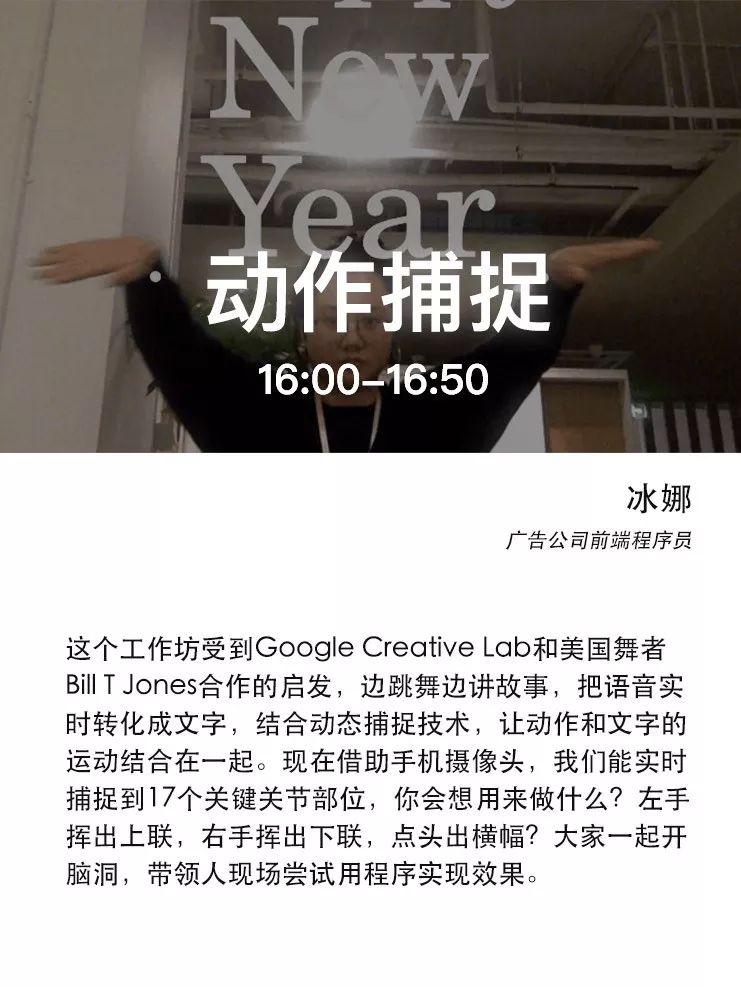 New
Year
动作捕捉
16:00–16:50
冰娜
广告公司前端程序员
这个工作坊受到Google Creative Lab和美国舞者
Bill T Jones合作的启发，边跳舞边讲故事，把语音实
时转化成文字，结合动态捕捉技术，让动作和文字的
运动结合在一起。现在借助手机摄像头，我们能实时
捕捉到17个关键关节部位，你会想用来做什么？左手
挥出上联，右手挥出下联，点头出横幅？大家一起开
脑洞，带领人现场尝试用程序实现效果。